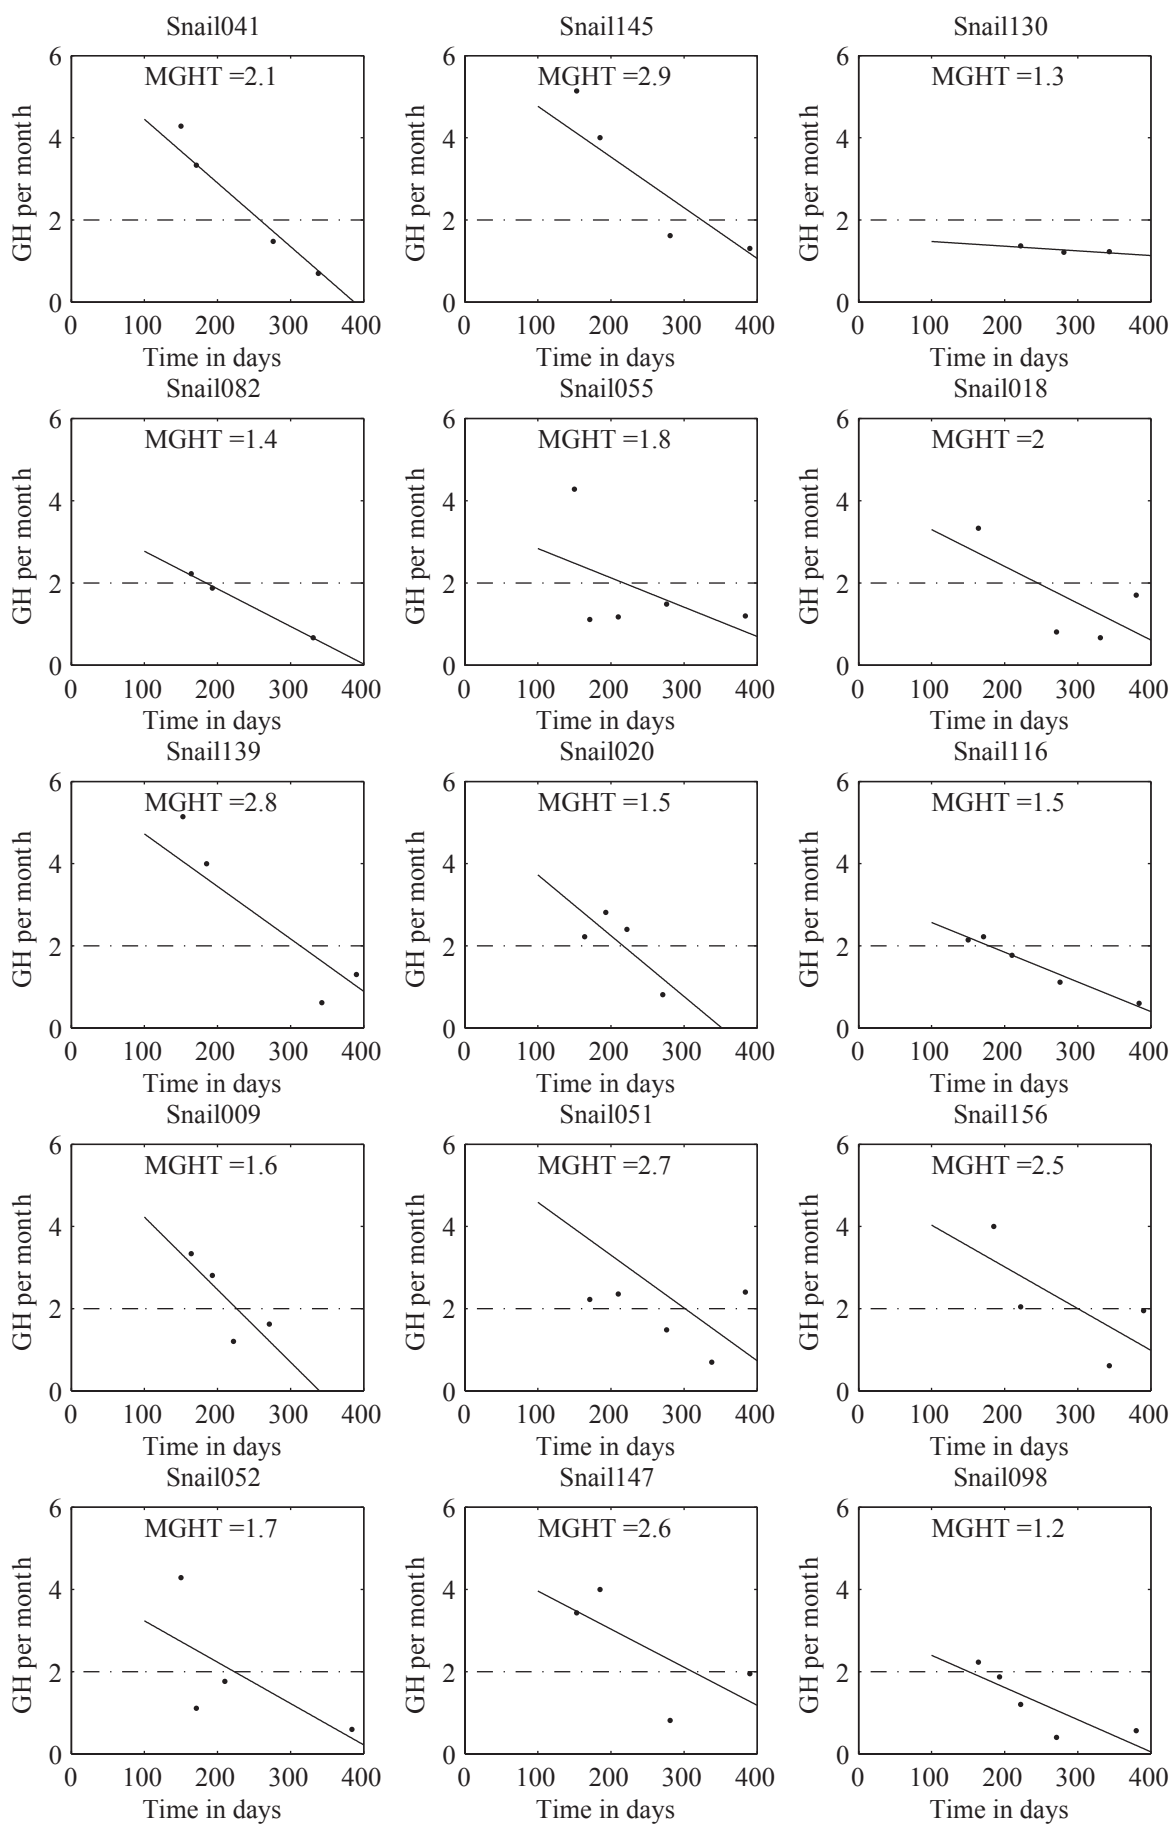 Snail041 Snail145 Snail130
6 6 6
MGHT =2.1 MGHT =2.9 MGHT =1.3
4 4 4
GH per month GH per month GH per month
2 2 2
0 0 0
0 100 200 300 400 0 100 200 300 400 0 100 200 300 400
Time in days Time in days Time in days
Snail082 Snail055 Snail018
6 6 6
MGHT =1.4 MGHT =1.8 MGHT =2
4 4 4
GH per month GH per month GH per month
2 2 2
0 0 0
0 100 200 300 400 0 100 200 300 400 0 100 200 300 400
Time in days Time in days Time in days
Snail139 Snail020 Snail116
6 6 6
MGHT =2.8 MGHT =1.5 MGHT =1.5
4 4 4
GH per month GH per month GH per month
2 2 2
0 0 0
0 100 200 300 400 0 100 200 300 400 0 100 200 300 400
Time in days Time in days Time in days
Snail009 Snail051 Snail156
6 6 6
MGHT =1.6 MGHT =2.7 MGHT =2.5
4 4 4
GH per month GH per month GH per month
2 2 2
0 0 0
0 100 200 300 400 0 100 200 300 400 0 100 200 300 400
Time in days Time in days Time in days
Snail052 Snail147 Snail098
6 6 6
MGHT =1.7 MGHT =2.6 MGHT =1.2
4 4 4
GH per month GH per month GH per month
2 2 2
0 0 0
0 100 200 300 400 0 100 200 300 400 0 100 200 300 400
Time in days Time in days Time in days